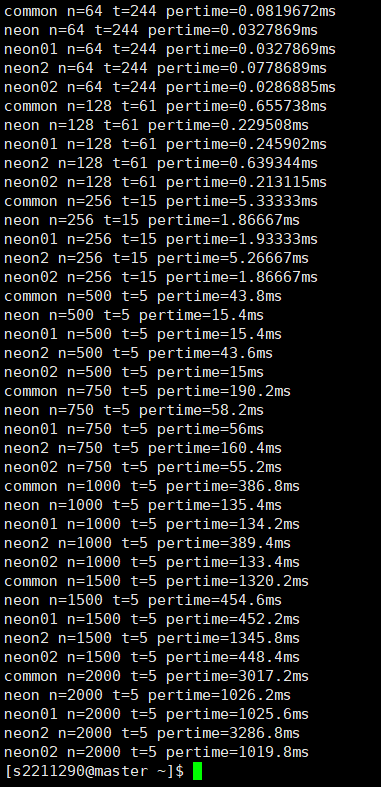 common n=64 t=244 pertime=0.0819672ms
neon n=64 t=244 pertime=0.0327869ms
neon01 n=64 t=244 pertime=0.0327869ms
neon2 n=64 t=244 pertime=0.0778689ms
neon02 n=64 t=244 pertime=0.0286885ms
common n=128 t=61 pertime=0.655738ms
neon n=128 t=61 pertime=0.229508ms
neon01 n=128 t=61 pertime=0.245902ms
neon2 n=128 t=61 pertime=0.639344ms
neon02 n=128 t=61 pertime=0.213115ms
common n=256 t=15 pertime=5.33333ms
neon n=256 t=15 pertime=1.86667ms
neon01 n=256 t=15 pertime=1.93333ms
neon2 n=256 t=15 pertime=5.26667ms
neon02 n=256 t=15 pertime=1.86667ms
common n=500 t=5 pertime=43.8ms
neon n=500 t=5 pertime=15.4ms
neon01 n=500 t=5 pertime=15.4ms
neon2 n=500 t=5 pertime=43.6ms
neon02 n=500 t=5 pertime=15ms
common n=750 t=5 pertime=190.2ms
neon n=750 t=5 pertime=58.2ms
neon01 n=750 t=5 pertime=56ms
neon2 n=750 t=5 pertime=160.4ms
neon02 n=750 t=5 pertime=55.2ms
common n=1000 t=5 pertime=386.8ms
neon n=1000 t=5 pertime=135.4ms
neon01 n=1000 t=5 pertime=134.2ms
neon2 n=1000 t=5 pertime=389.4ms
neon02 n=1000 t=5 pertime=133.4ms
common n=1500 t=5 pertime=1320.2ms
neon n=1500 t=5 pertime=454.6ms
neon01 n=1500 t=5 pertime=452.2ms
neon2 n=1500 t=5 pertime=1345.8ms
neon02 n=1500 t=5 pertime=448.4ms
common n=2000 t=5 pertime=3017.2ms
neon n=2000 t=5 pertime=1026.2ms
neon01 n=2000 t=5 pertime=1025.6ms
neon2 n=2000 t=5 pertime=3286.8ms
neon02 n=2000 t=5 pertime=1019.8ms
[s2211290@master ~]$